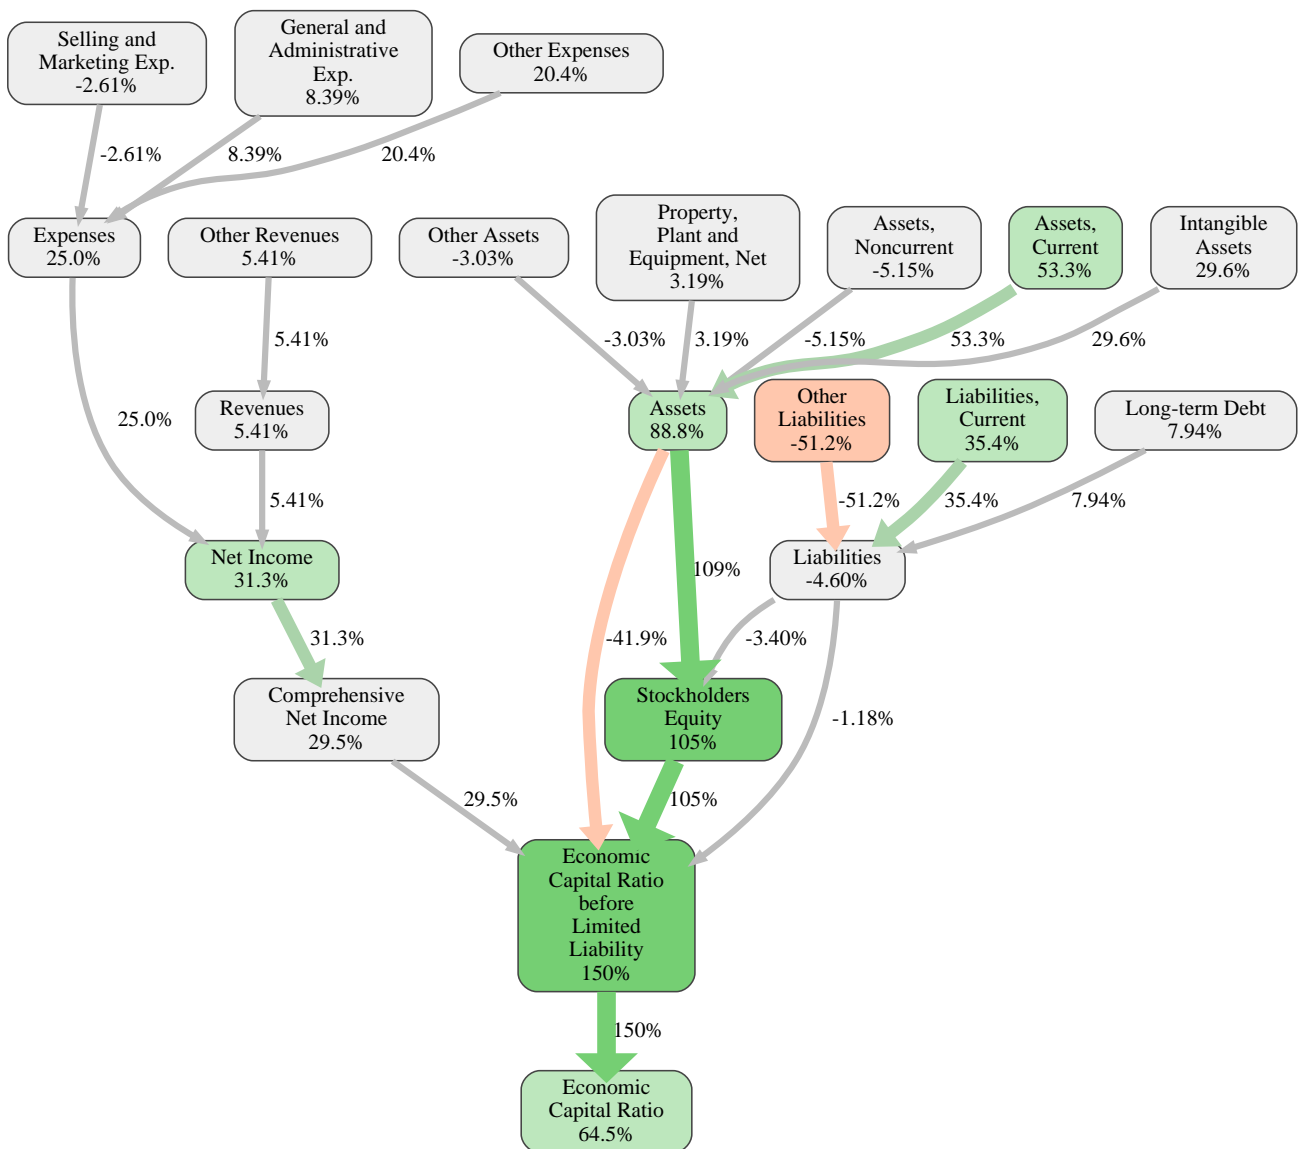 Selling and
Marketing Exp.
-2.61%
General and
Administrative
Exp.
8.39%
Other Expenses
20.4%
-2.61%
8.39%
20.4%
Expenses
25.0%
Other Revenues
5.41%
Other Assets
-3.03%
Property,
Plant and
Equipment, Net
3.19%
Assets,
Noncurrent
-5.15%
Assets,
Current
53.3%
Intangible
Assets
29.6%
5.41%
-3.03%
3.19%
-5.15%
53.3%
29.6%
25.0%
Revenues
5.41%
Assets
88.8%
Other
Liabilities
-51.2%
Liabilities,
Current
35.4%
Long-term Debt
7.94%
5.41%
-51.2%
35.4%
7.94%
Net Income
31.3%
109%
Liabilities
-4.60%
31.3%
-41.9%
-3.40%
Comprehensive
Net Income
29.5%
Stockholders
Equity
105%
-1.18%
29.5%
105%
Economic
Capital Ratio
before
Limited
Liability
150%
150%
Economic
Capital Ratio
64.5%